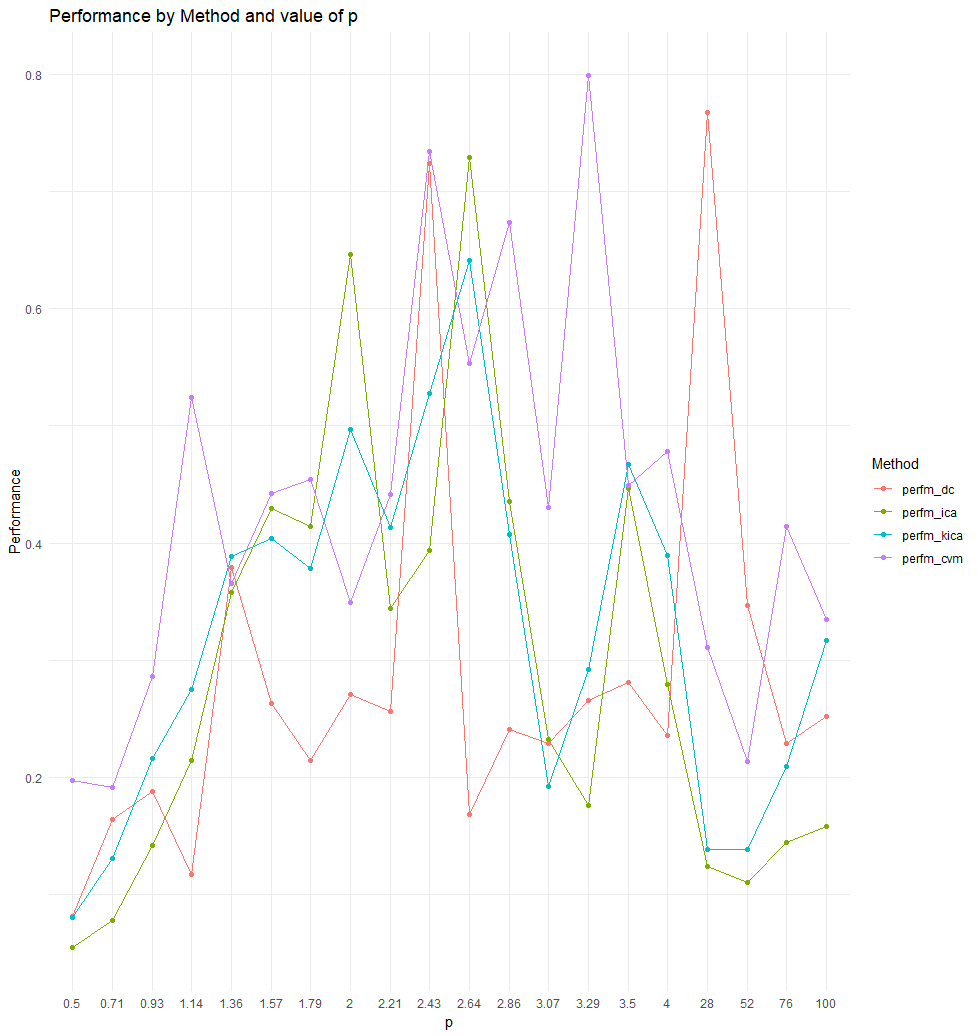 Performance by Method and value of p
0.8
0.6
0.4
0.2
Performance
0.5 0.71 0.93 1.14 1.36 1.57 1.79 2 2.21 2.43 2.64 2.86 3.07 3.29 3.5 4 28 52 76 100
p
Method
perfm_dc
perfm_ica
perfm_kica
perfm_cvm